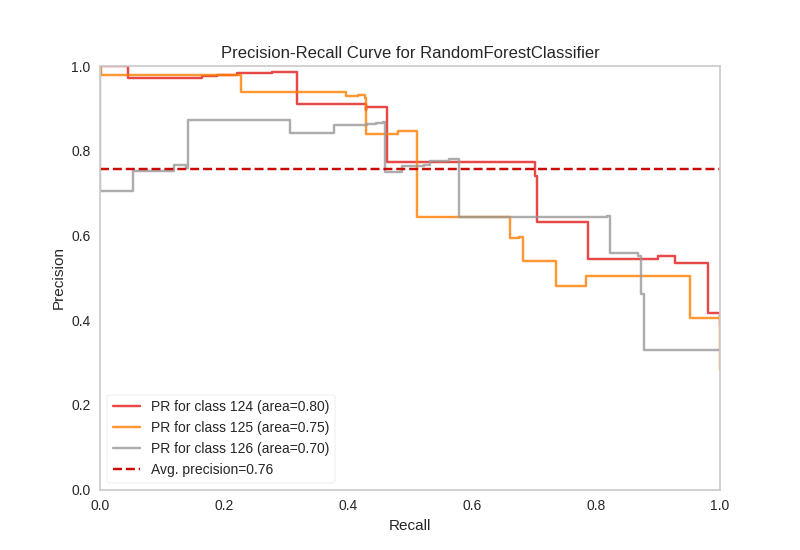 Precision-Recall Curve for RandomForestClassifier
1.0
0.8
0.6
0.4
0.2
0.0
Precision
PR for class 124 (area=0.80)
PR for class 125 (area=0.75)
PR for class 126 (area=0.70)
Avg. precision=0.76
0.0 0.2 0.4 0.6 0.8 1.0
Recall